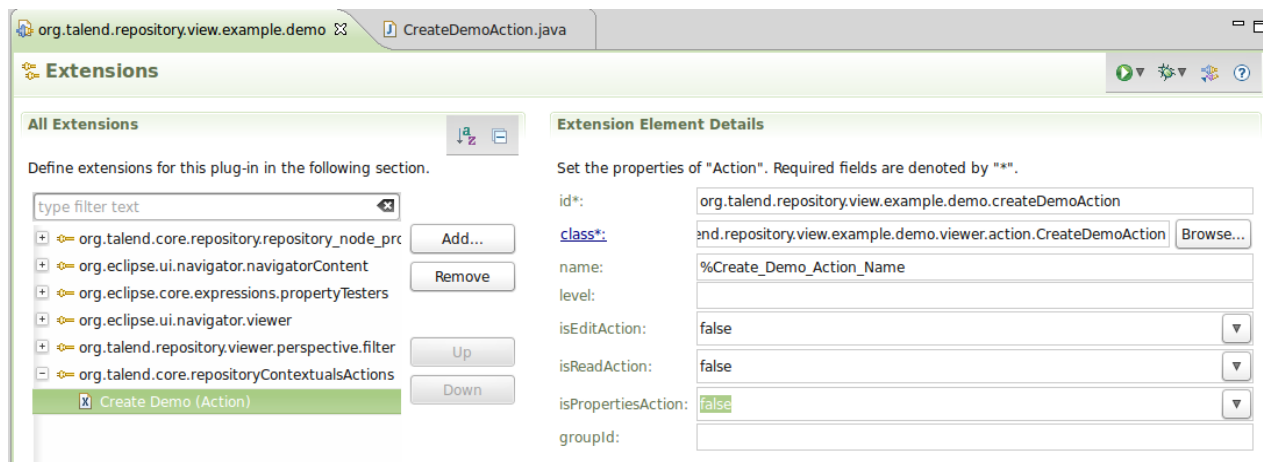 org.talend.repository.view.example.demo
CreateDemoAction.java
Extensions
All Extensions
Define extensions for this plug-in in the following section.
type filter text
org.talend.core.repository.repository_node_prc
org.eclipse.ui.navigator.navigatorContent
org.eclipse.core.expressions.propertyTesters
org.eclipse.ui.navigator.viewer
org.talend.repository.viewer.perspective.filter
org.talend.core.repositoryContextualsActions
Create Demo (Action)
Add...
Remove
Up
Down
Extension Element Details
Set the properties of "Action". Required fields are denoted by "*".
id*: org.talend.repository.view.example.demo.createDemoAction
class*: end.repository.view.example.demo.viewer.action.CreateDemoAction Browse...
name: %Create_Demo_Action_Name
level:
isEditAction: false
isReadAction: false
isPropertiesAction: false
groupId: